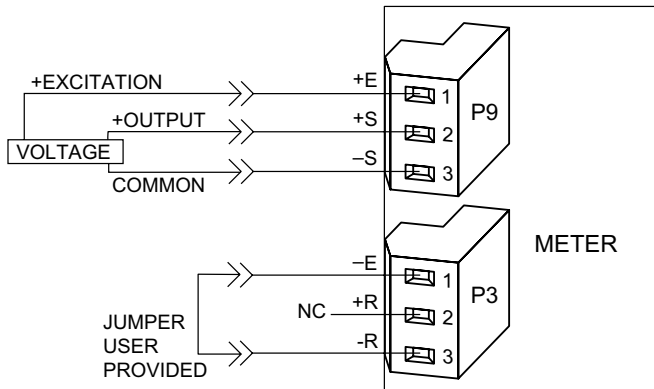 +EXCITATION
+E
1
+OUTPUT
+S
2
P9
VOLTAGE
–S
3
COMMON
METER
–E
1
P3
NC
+R
2
JUMPER
USER
PROVIDED
-R
3